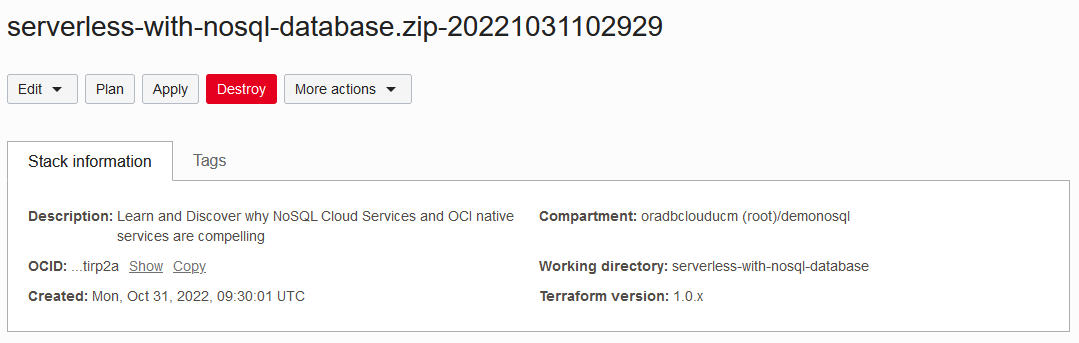 serverless-with-nosql-database.zip-20221031102929
Edit Plan Apply Destroy More actions
Stack information Tags
Description: Learn and Discover why NoSQL Cloud Services and OCI native
services are compelling
OCID: ...tirp2a Show Copy
Created: Mon, Oct 31, 2022, 09:30:01 UTC
Compartment: oradbclouducm (root)/demonosql
Working directory: serverless-with-nosql-database
Terraform version: 1.0.x